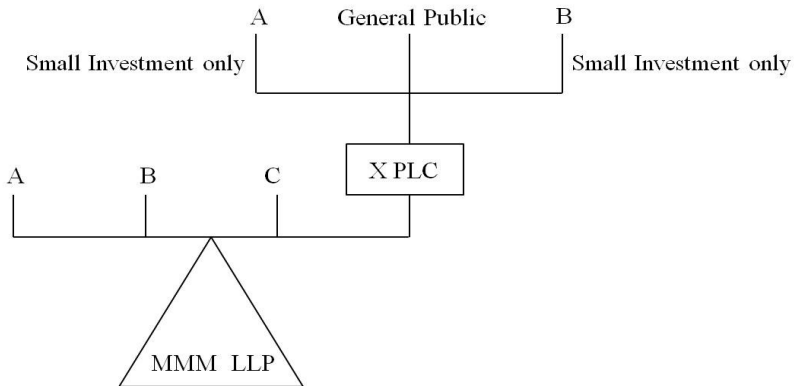 A General Public B
Small Investment only Small Investment only
A B C X PLC
MMM LLP